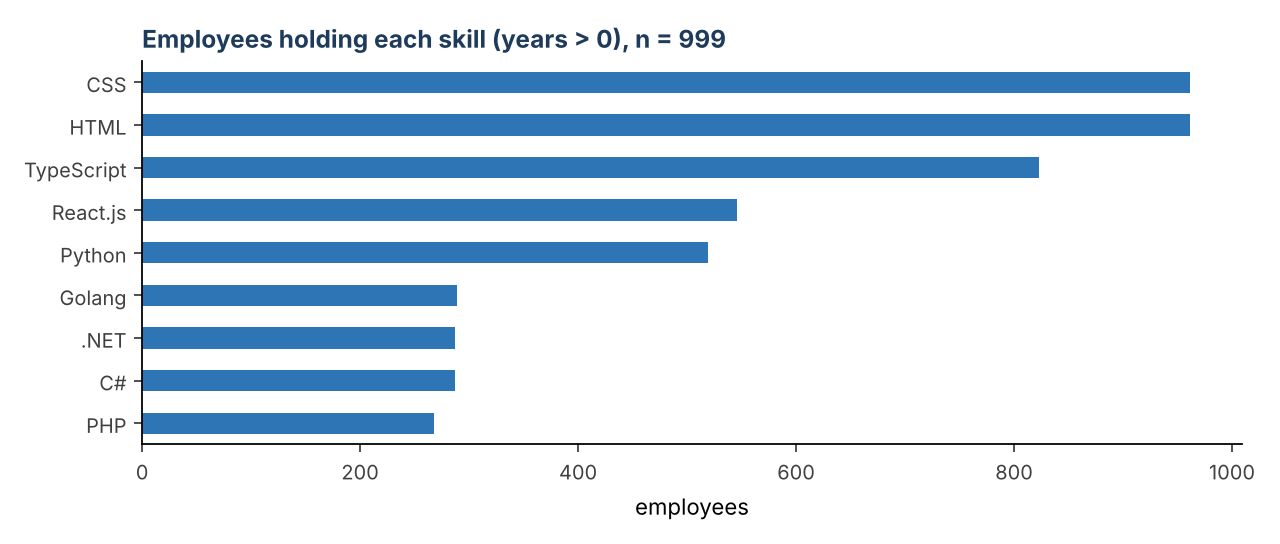 Employees holding each skill (years > 0), n = 999
CSS
HTML
TypeScript
React.js
Python
Golang
.NET
C#
PHP
0 200 400 600 800 1000
employees